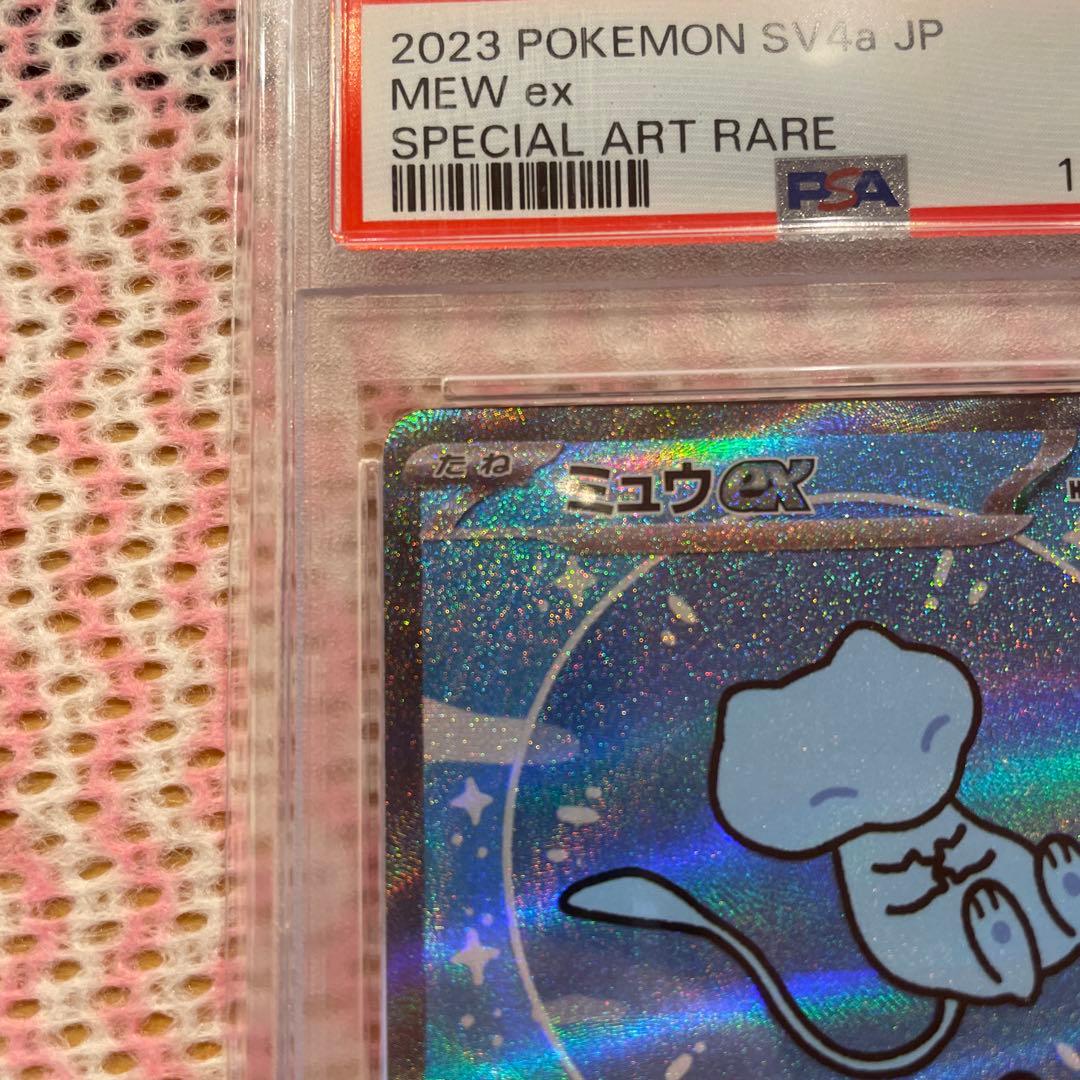 2023 POKEMON SV4a JP
MEW ex
SPECIAL ART RARE
PSA
たね ミュウex